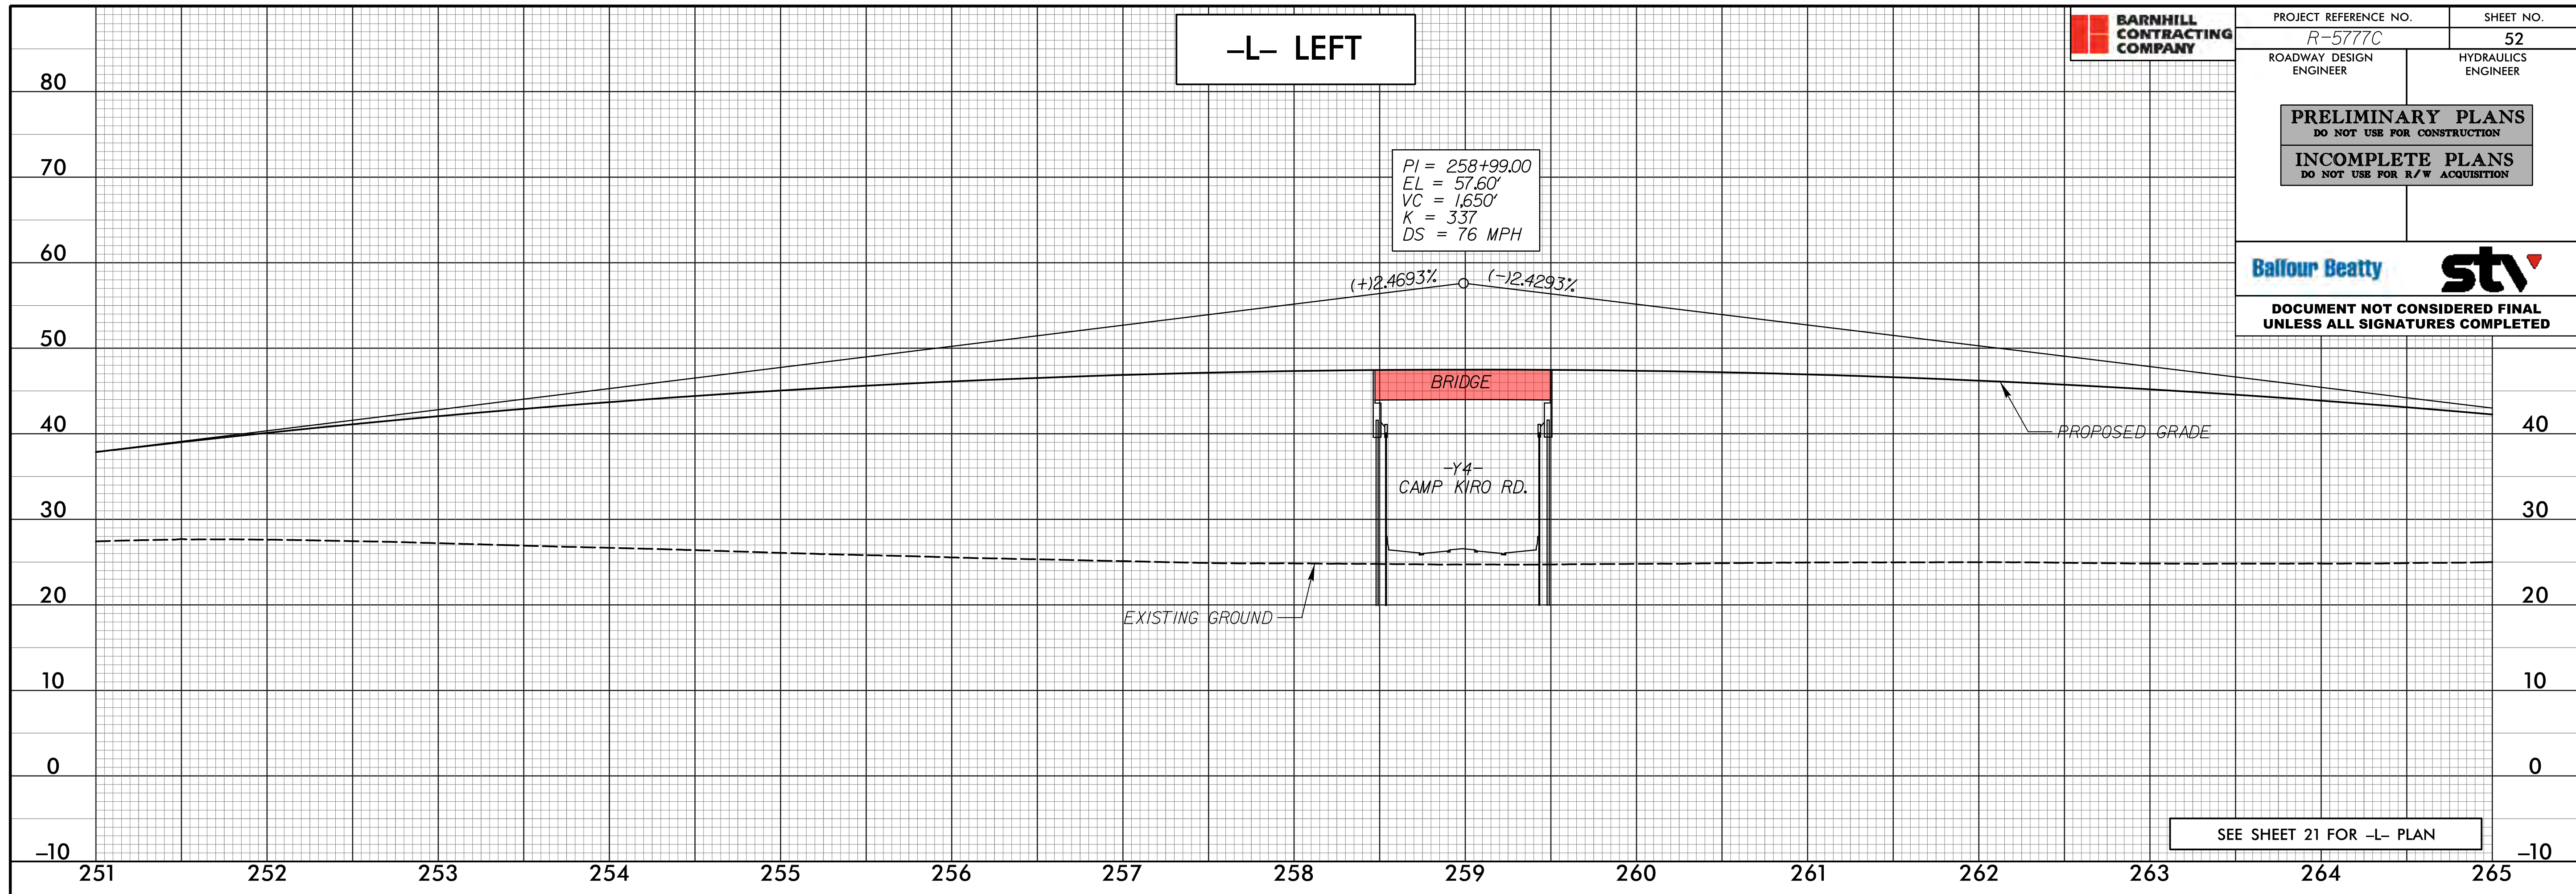 -L- LEFT
BARNHILL
CONTRACTING
COMPANY
PROJECT REFERENCE NO.
SHEET NO.
R-5777C
52
ROADWAY DESIGN
ENGINEER
HYDRAULICS
ENGINEER
PRELIMINARY PLANS
DO NOT USE FOR CONSTRUCTION
INCOMPLETE PLANS
DO NOT USE FOR R/W ACQUISITION
Balfour Beatty
stv
DOCUMENT NOT CONSIDERED FINAL
UNLESS ALL SIGNATURES COMPLETED
PI = 258+99.00
EL = 57.60'
VC = 1,650'
K = 337
DS = 76 MPH
(+)2.4693%
(-)2.4293%
BRIDGE
-Y4-
CAMP KIRO RD.
PROPOSED GRADE
EXISTING GROUND
80
70
60
50
40
30
20
10
0
-10
40
30
20
10
0
-10
SEE SHEET 21 FOR -L- PLAN
251 252 253 254 255 256 257 258 259 260 261 262 263 264 265